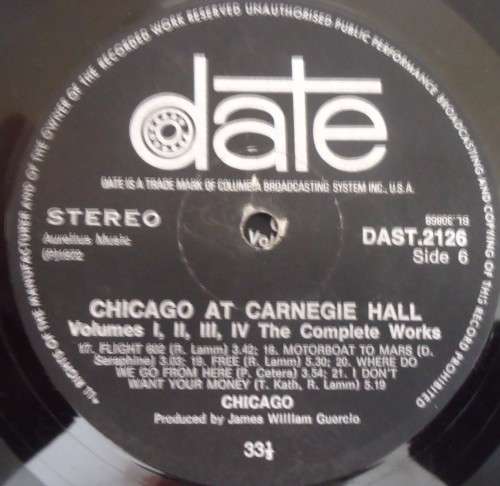 ALL RIGHTS OF THE MANUFACTURER AND OF THE OWNER OF THE RECORDED WORK RESERVED UNAUTHORISED PUBLIC PERFORMANCE BROADCASTING AND COPYING OF THIS RECORD PROHIBITED
date
DATE IS A TRADE MARK OF COLUMBIA BROADCASTING SYSTEM INC., U.S.A.
STEREO
Aurelius Music
BL.30869
DAST.2126
Side 6
Vol
CHICAGO AT CARNEGIE HALL
Volumes I, II, III, IV The Complete Works
17. FLIGHT 602 (R. Lamm) 3.42; 18. MOTORBOAT TO MARS (D.
Seraphine) 3.03; 19. FREE (R. Lamm) 5.30; 20. WHERE DO
WE GO FROM HERE (P. Cetera) 3.54; 21. I DON'T
WANT YOUR MONEY (T. Kath, R. Lamm) 5.19
CHICAGO
Produced by James William Guercio
33⅓